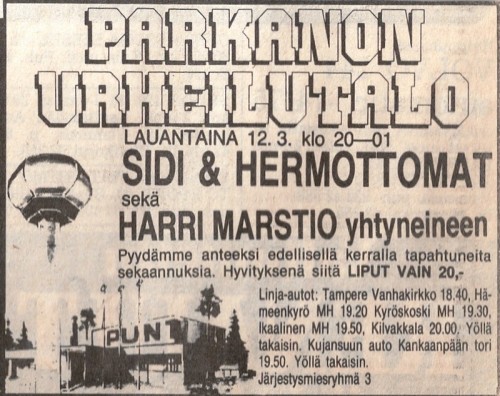 PARKANON
URHEILUTALO
LAUANTAINA 12.3. klo 20—01
SIDI & HERMOTTOMAT
sekä
HARRI MARSTIO yhtyneineen
Pyydämme anteeksi edellisellä kerralla tapahtuneita
sekaannuksia. Hyvityksenä siitä LIPUT VAIN 20,-
Linja-autot: Tampere Vanhakirkko 18.40, Hä-
meenkyrö MH 19.20 Kyröskoski MH 19.30,
Ikaalinen MH 19.50, Kilvakkala 20.00. Yöllä
takaisin. Kujansuun auto Kankaanpään tori
19.50. Yöllä takaisin.
Järjestysmiesryhmä 3
PUNT